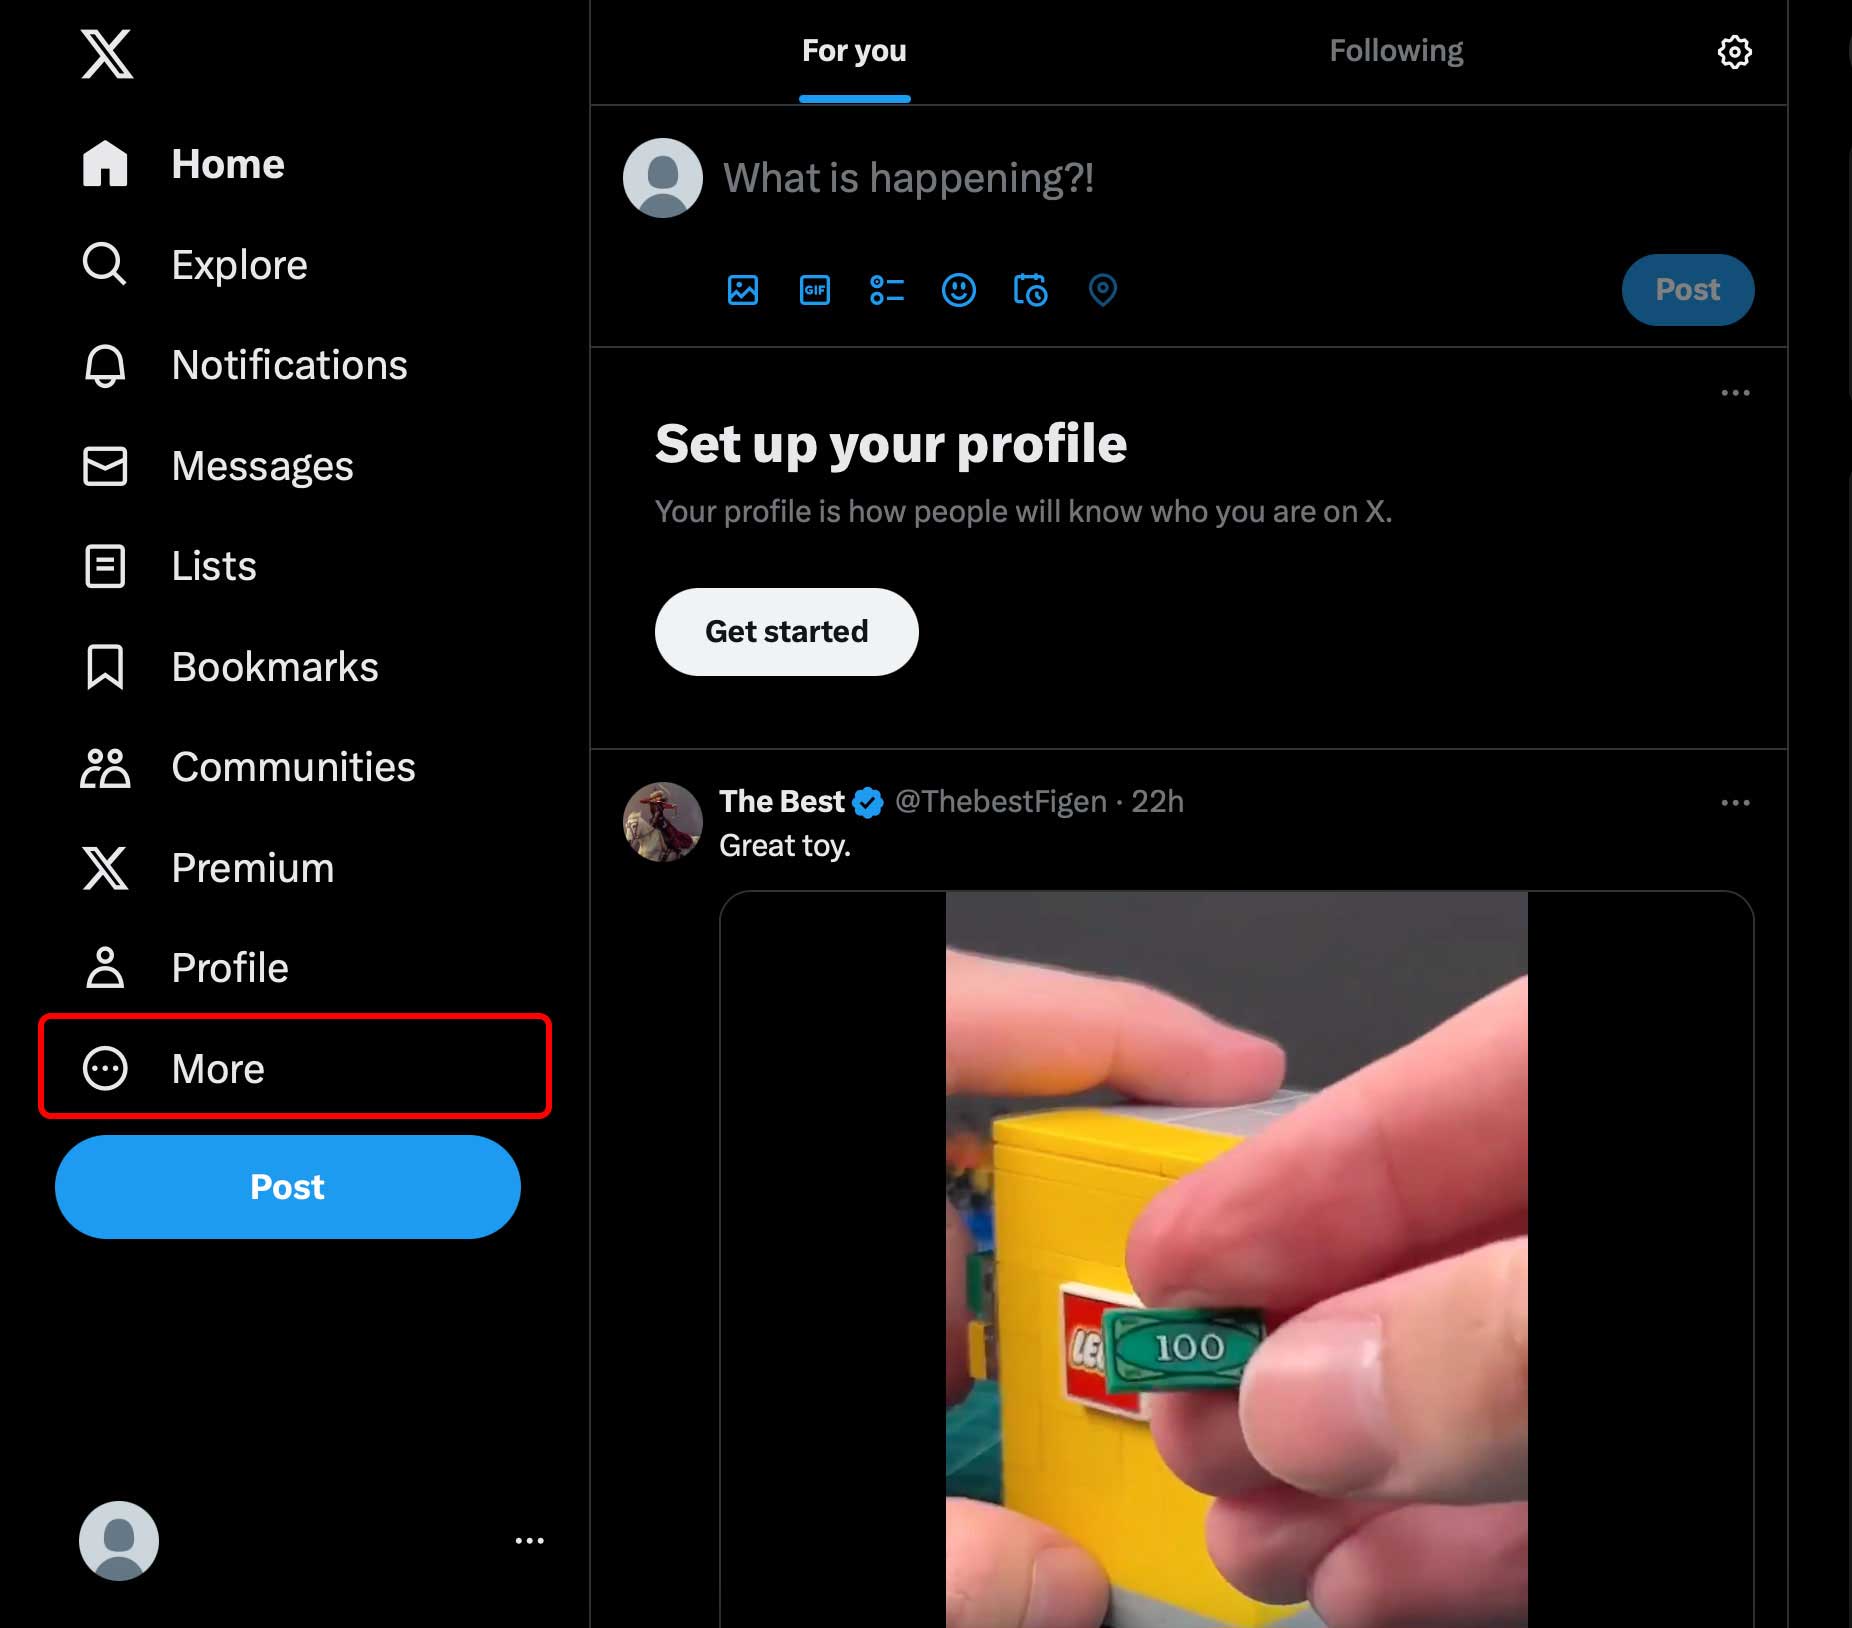 Home
Explore
Notifications
Messages
Lists
Bookmarks
Communities
Premium
Profile
More
Post
For you
Following
What is happening?!
GIF
Post
Set up your profile
Your profile is how people will know who you are on X.
Get started
The Best @ThebestFigen · 22h
Great toy.
100